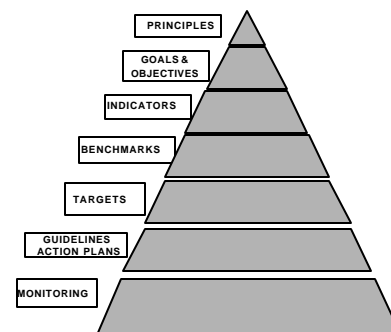 PRINCIPLES
GOALS &
OBJECTIVES
INDICATORS
BENCHMARKS
TARGETS
GUIDELINES
ACTION PLANS
MONITORING